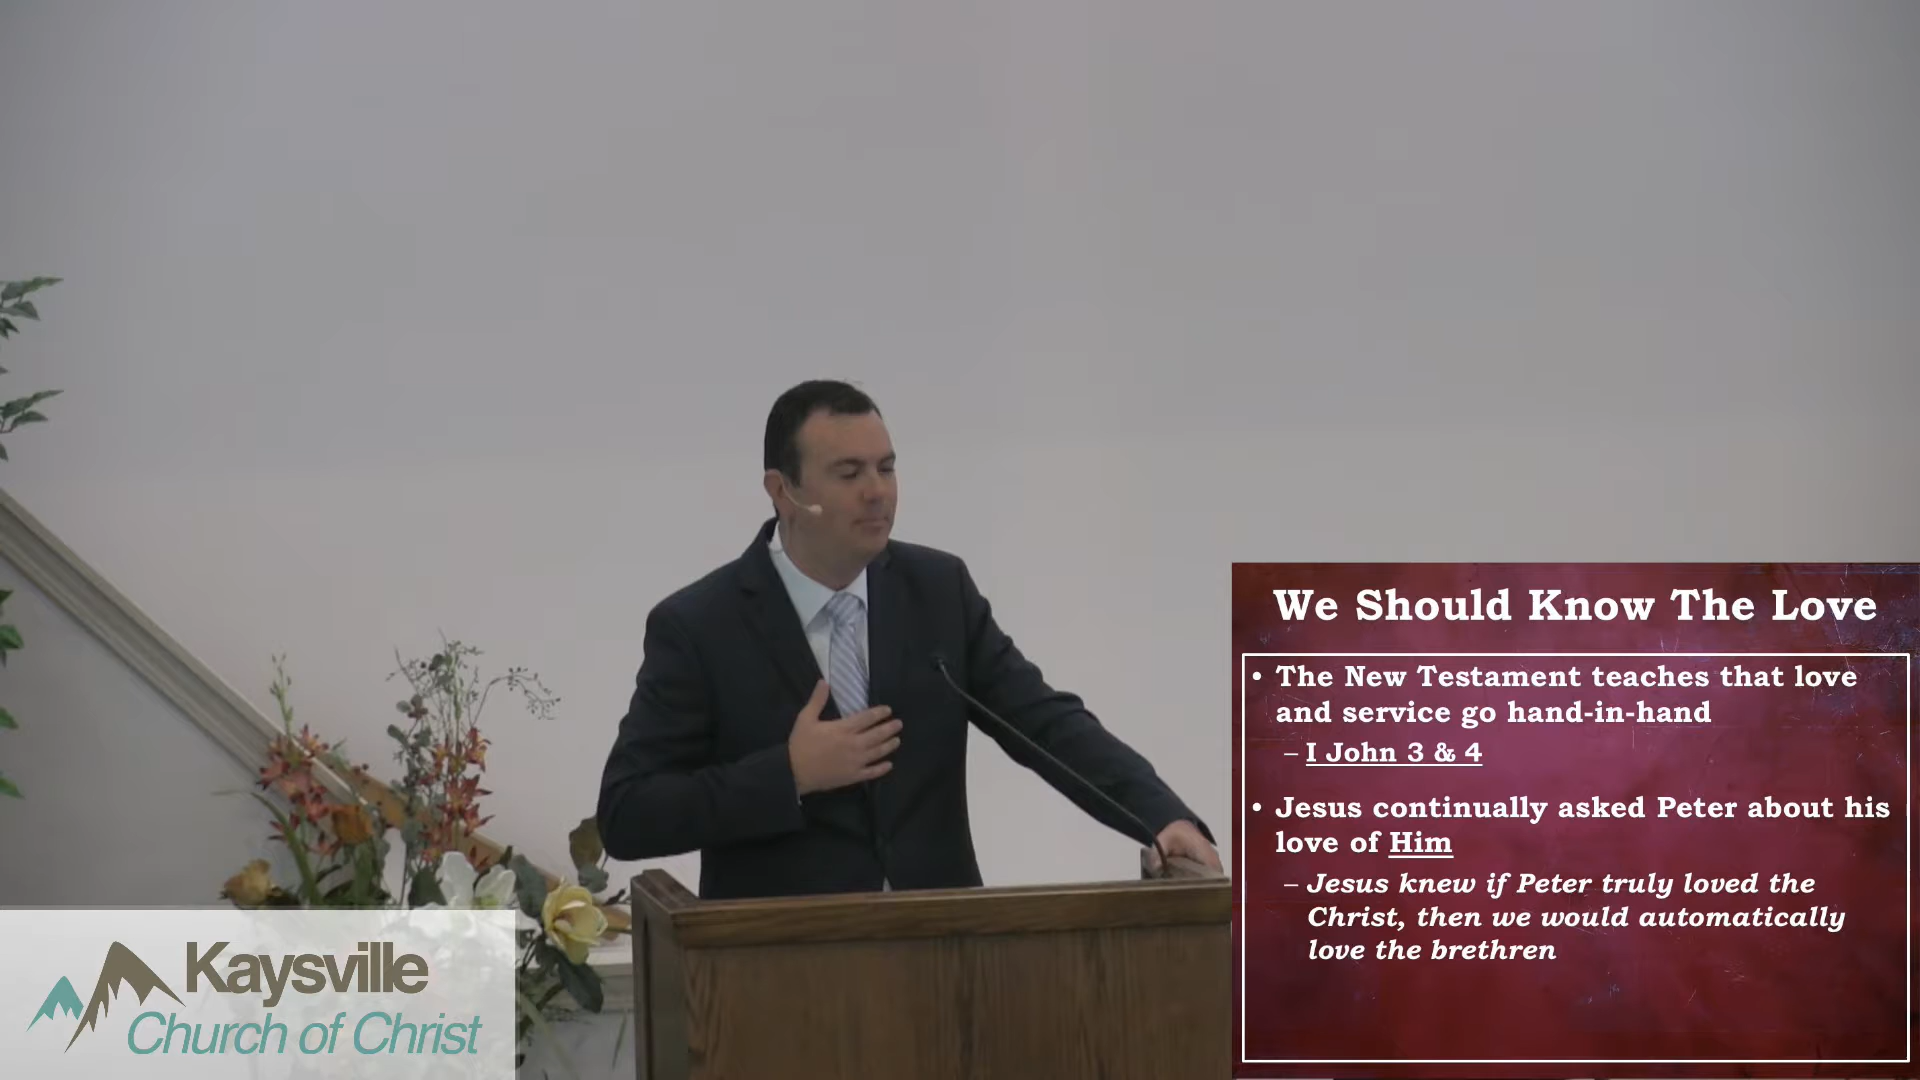 We Should Know The Love
• The New Testament teaches that love
and service go hand-in-hand
– I John 3 & 4
• Jesus continually asked Peter about his
love of Him
– Jesus knew if Peter truly loved the
Christ, then we would automatically
love the brethren
Kaysville
Church of Christ